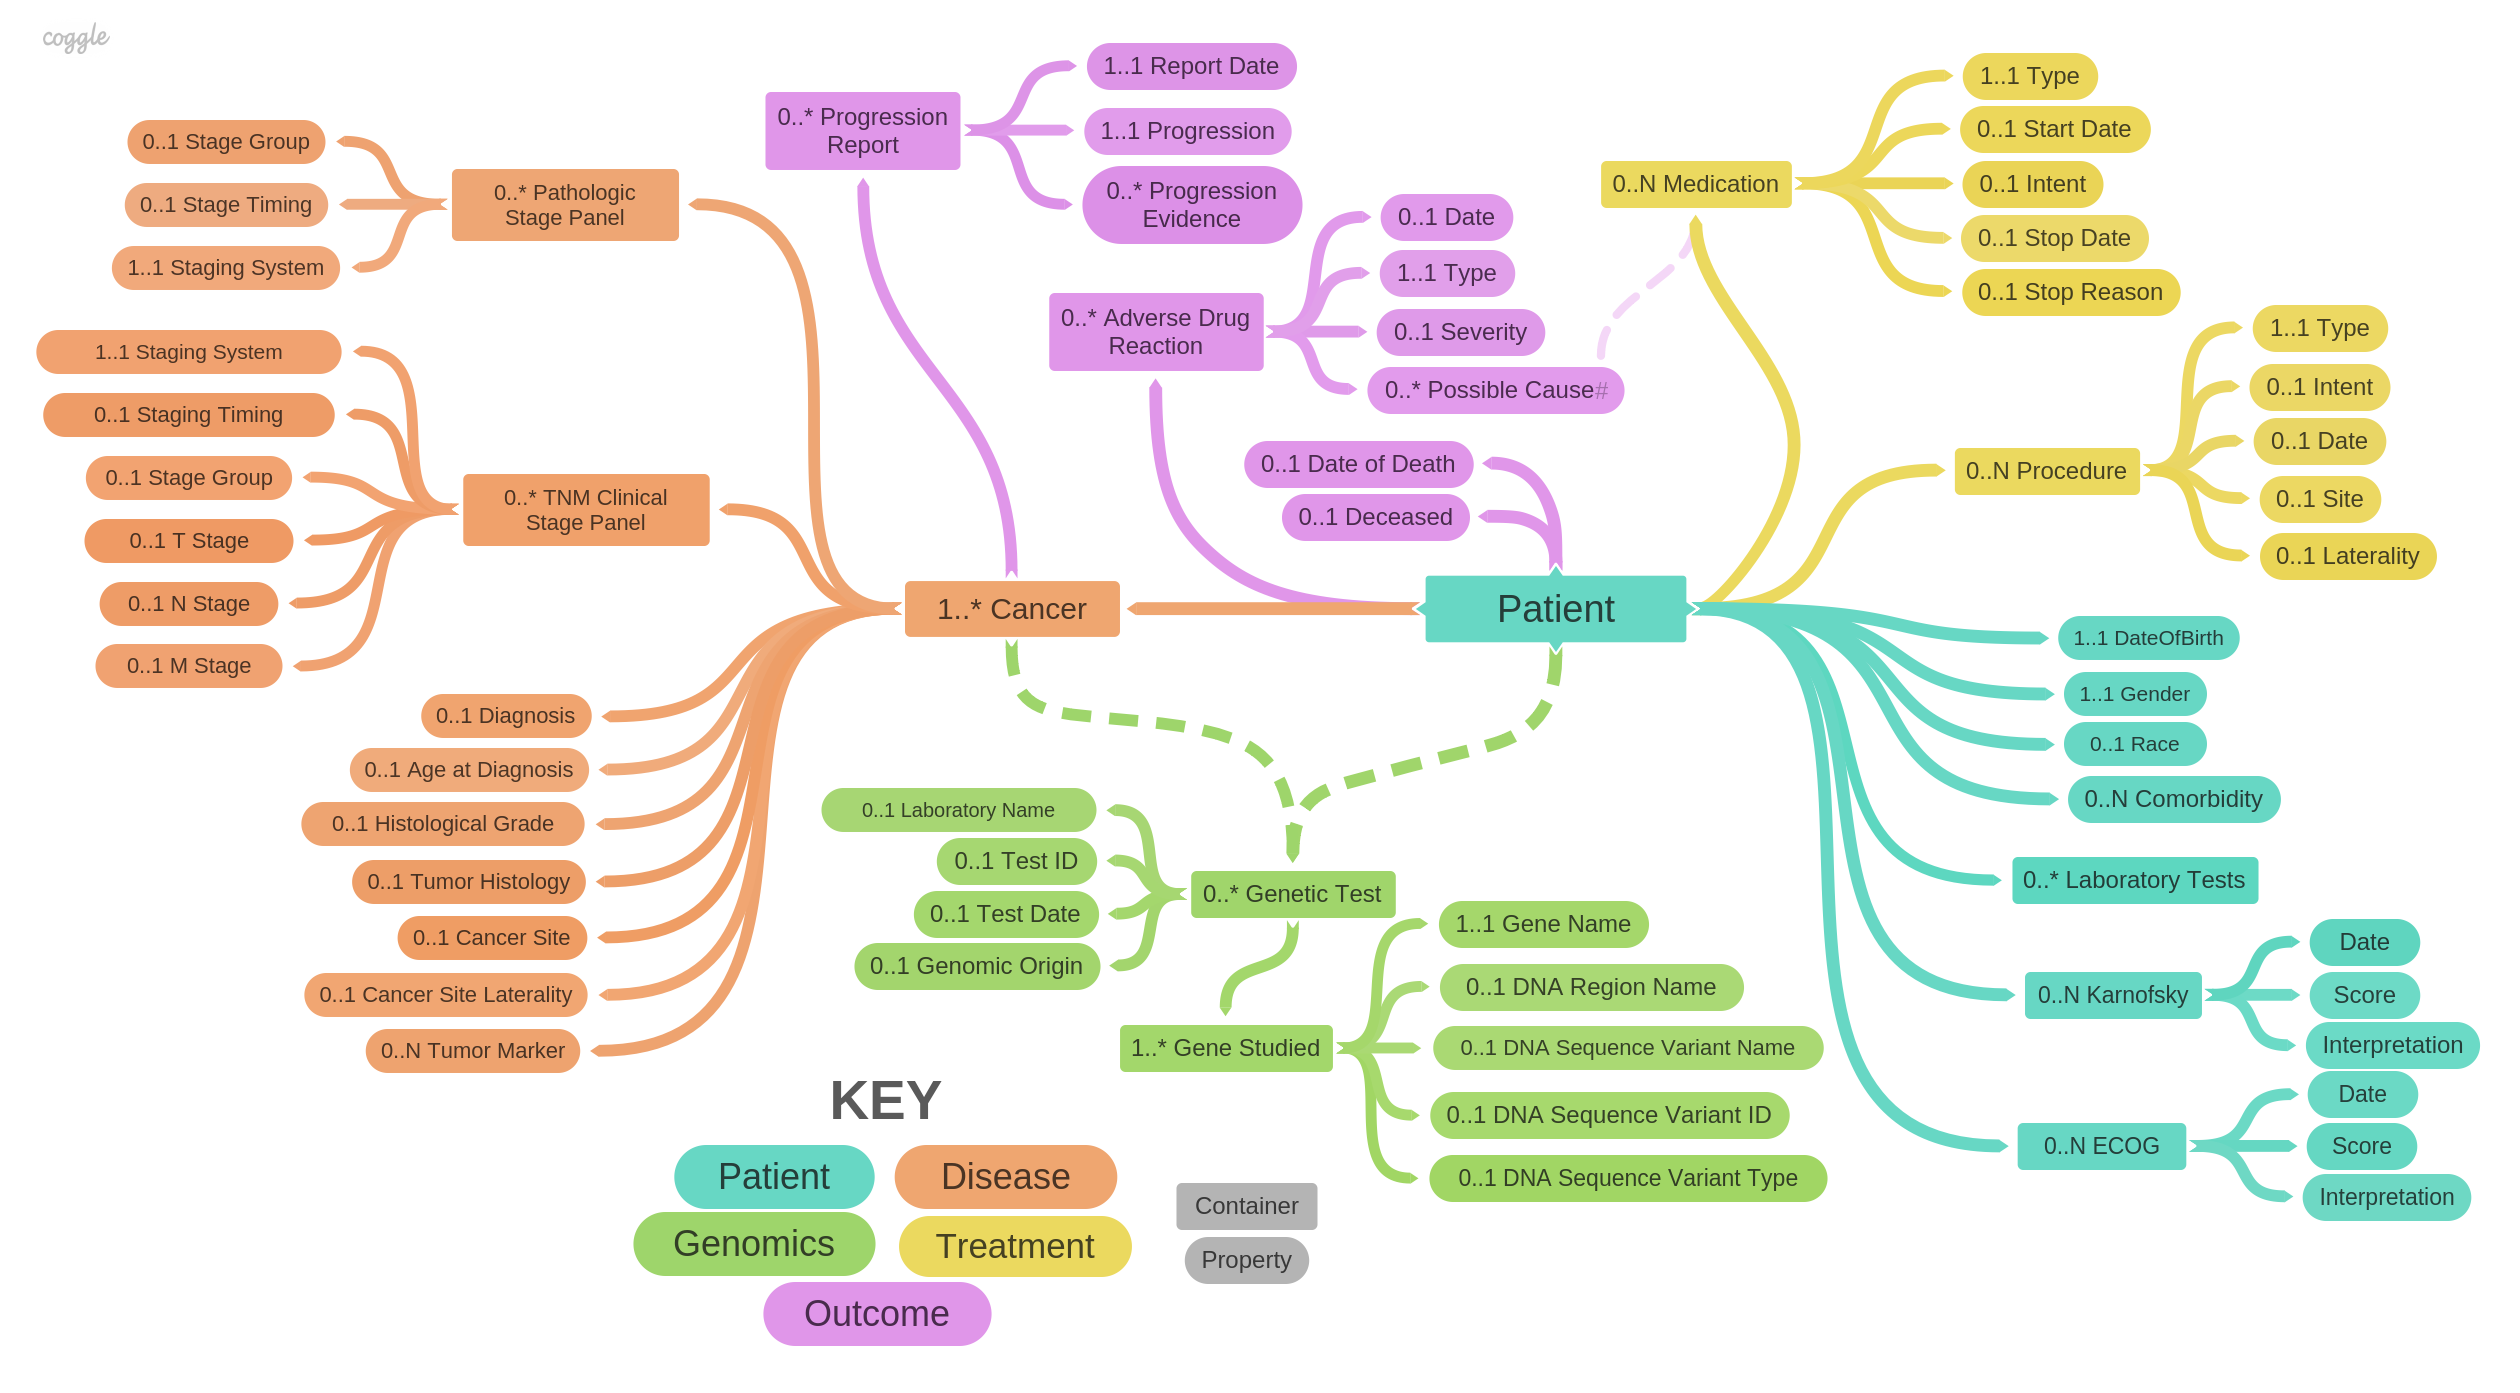 coggle
0..1 Stage Group
0..1 Stage Timing
1..1 Staging System
0..* Pathologic
Stage Panel
1..1 Staging System
0..1 Staging Timing
0..1 Stage Group
0..1 T Stage
0..1 N Stage
0..1 M Stage
0..* TNM Clinical
Stage Panel
0..1 Diagnosis
0..1 Age at Diagnosis
0..1 Histological Grade
0..1 Tumor Histology
0..1 Cancer Site
0..1 Cancer Site Laterality
0..N Tumor Marker
1..* Cancer
0..* Progression
Report
1..1 Report Date
1..1 Progression
0..* Progression
Evidence
0..* Adverse Drug
Reaction
0..1 Date
1..1 Type
0..1 Severity
0..* Possible Cause#
0..1 Date of Death
0..1 Deceased
Patient
0..N Medication
1..1 Type
0..1 Start Date
0..1 Intent
0..1 Stop Date
0..1 Stop Reason
0..N Procedure
1..1 Type
0..1 Intent
0..1 Date
0..1 Site
0..1 Laterality
1..1 DateOfBirth
1..1 Gender
0..1 Race
0..N Comorbidity
0..* Laboratory Tests
0..N Karnofsky
Date
Score
Interpretation
0..N ECOG
Date
Score
Interpretation
0..1 Laboratory Name
0..1 Test ID
0..1 Test Date
0..1 Genomic Origin
0..* Genetic Test
1..* Gene Studied
1..1 Gene Name
0..1 DNA Region Name
0..1 DNA Sequence Variant Name
0..1 DNA Sequence Variant ID
0..1 DNA Sequence Variant Type
KEY
Patient
Disease
Genomics
Treatment
Outcome
Container
Property